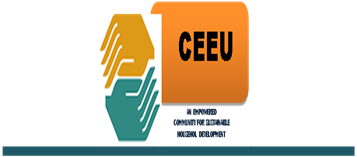 CEEU
AN EMPOWERED
COMMUNITY FOR SUSTAINABLE
HOUSEHOL DEVELOPMENT